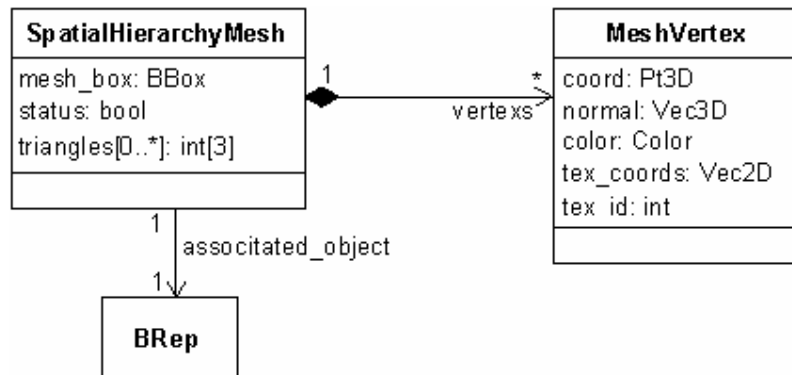 SpatialHierarchyMesh
mesh_box: BBox
status: bool
triangles[0..*]: int[3]
1
*
vertexs
MeshVertex
coord: Pt3D
normal: Vec3D
color: Color
tex_coords: Vec2D
tex_id: int
1
associtated_object
1
BRep